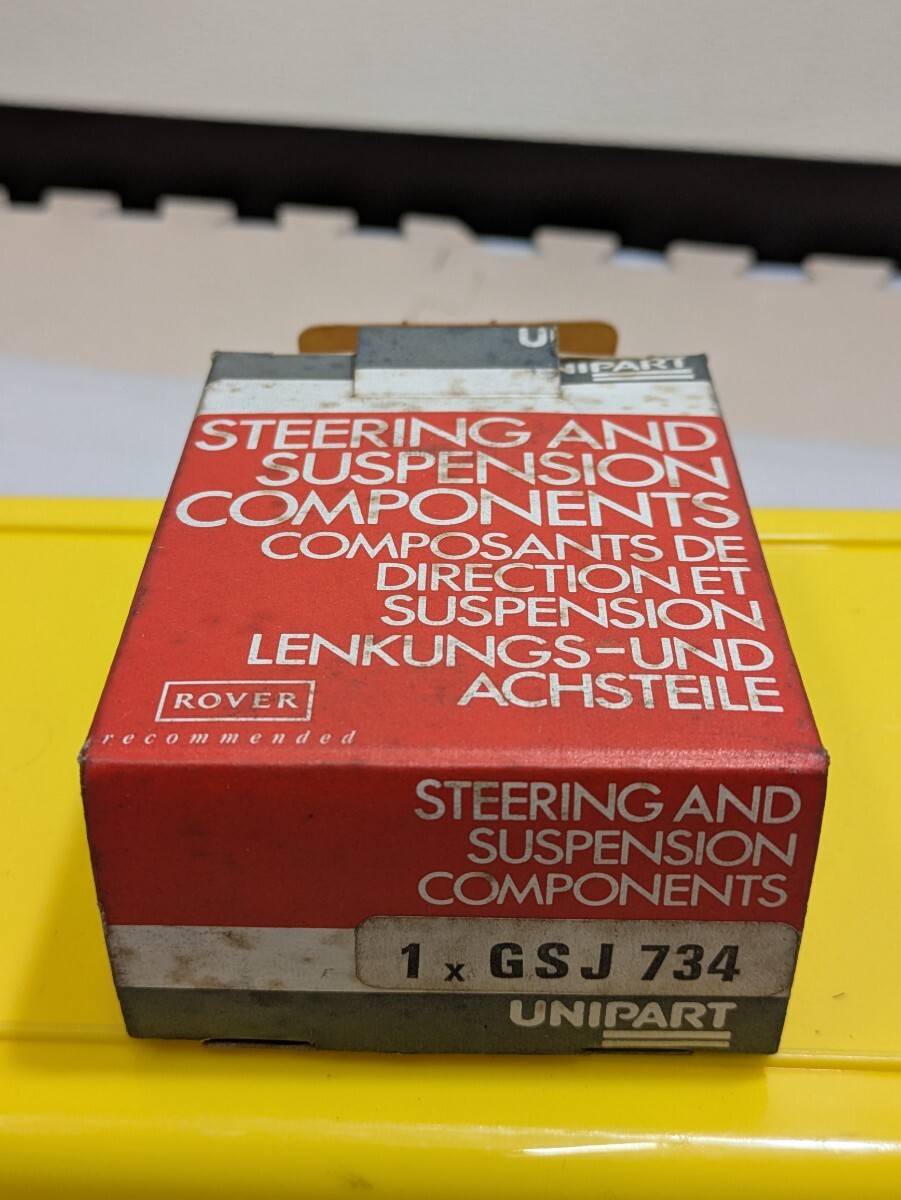 UNIPART
STEERING AND
SUSPENSION
COMPONENTS
COMPOSANTS DE
DIRECTION ET
SUSPENSION
LENKUNGS-UND
ACHSTEILE
ROVER
recommended
STEERING AND
SUSPENSION
COMPONENTS
1 x GSJ 734
UNIPART